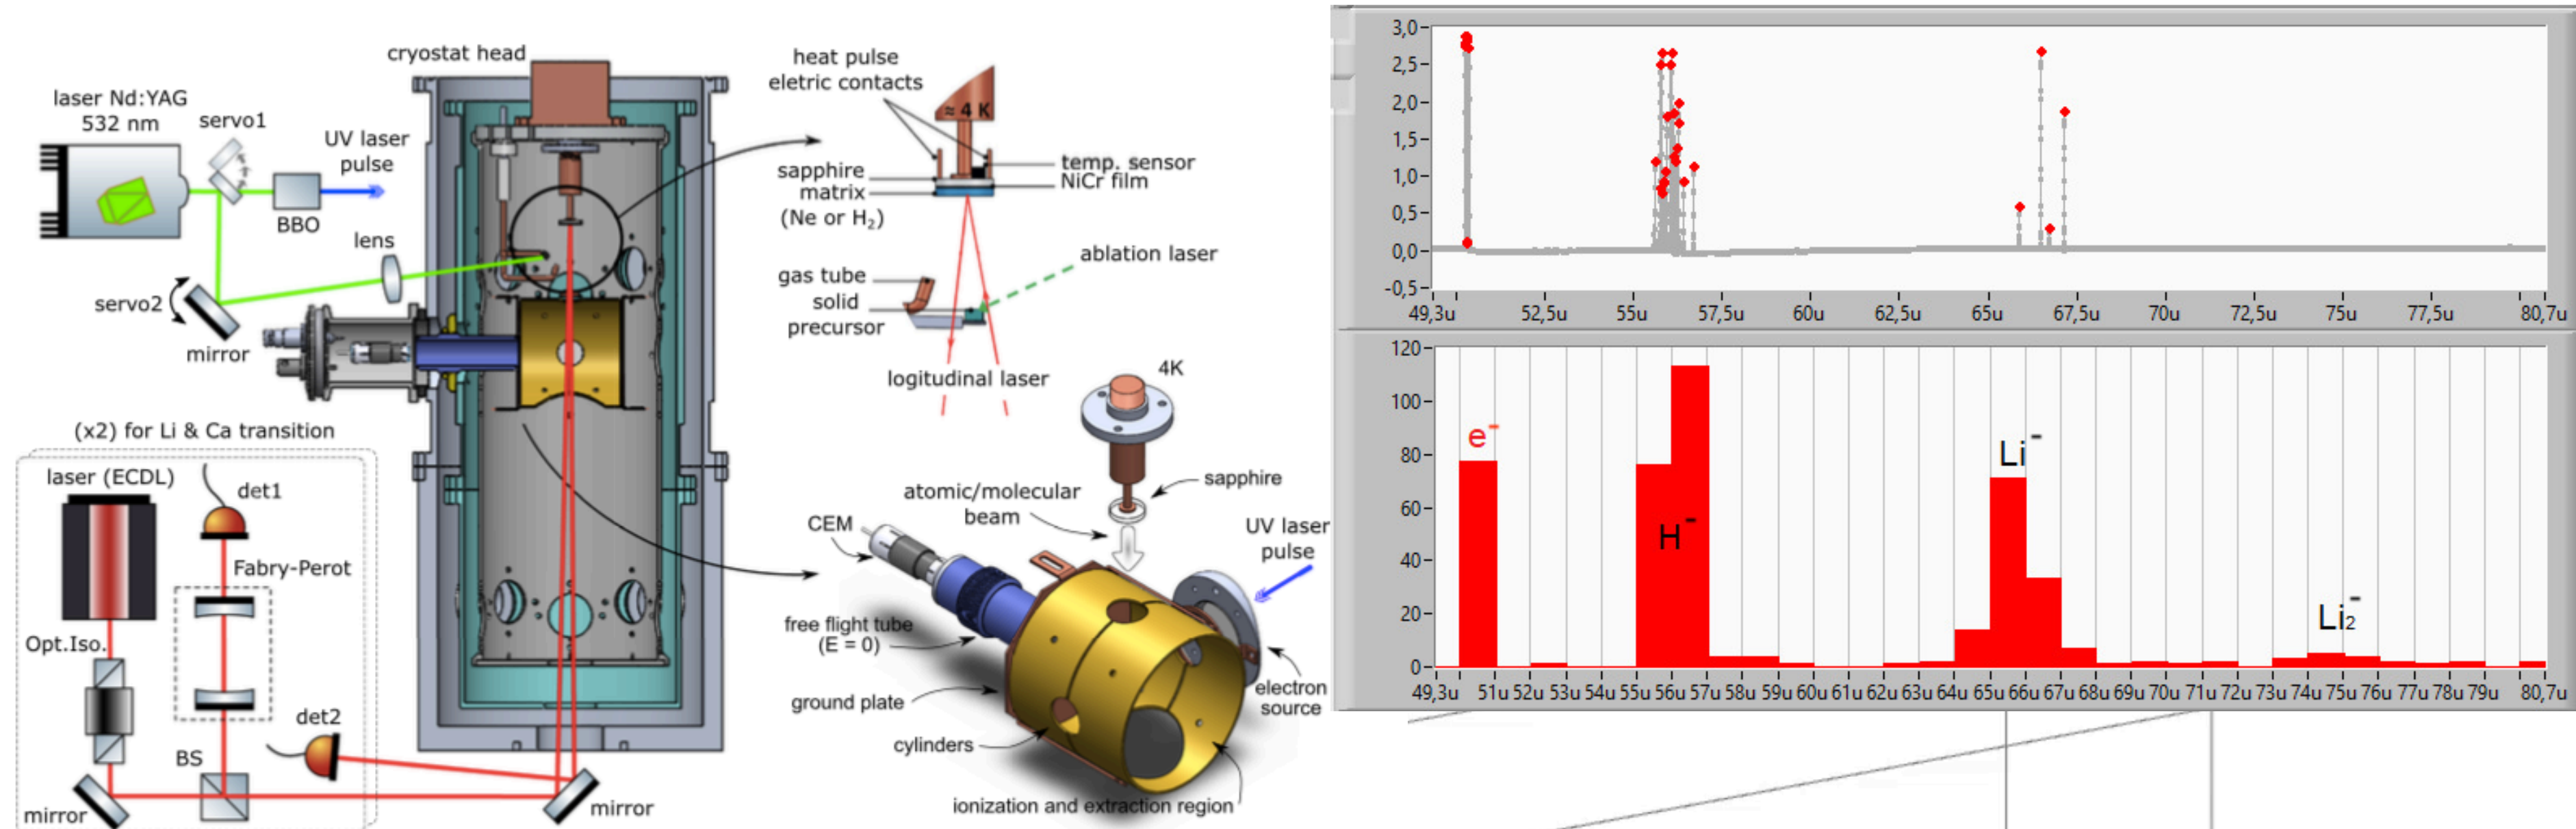 cryostat head
laser Nd:YAG
532 nm
servo1
UV laser
pulse
BBO
lens
servo2
mirror
(x2) for Li & Ca transition
laser (ECDL)
det1
Fabry-Perot
Opt.Iso.
det2
BS
mirror
mirror
heat pulse
eletric contacts
≈ 4 K
sapphire
matrix
(Ne or H₂)
temp. sensor
NiCr film
ablation laser
gas tube
solid
precursor
logitudinal laser
4K
sapphire
atomic/molecular
beam
CEM
UV laser
pulse
free flight tube
(E = 0)
ground plate
cylinders
electron
source
ionization and extraction region
3,0
2,5
2,0
1,5
1,0
0,5
0,0
-0,5
49,3u 52,5u 55u 57,5u 60u 62,5u 65u 67,5u 70u 72,5u 75u 77,5u 80,7u
120
100
80
60
40
20
0
e⁻
H⁻
Li⁻
Li₂⁻
49,3u 51u 52u 53u 54u 55u 56u 57u 58u 59u 60u 61u 62u 63u 64u 65u 66u 67u 68u 69u 70u 71u 72u 73u 74u 75u 76u 77u 78u 79u 80,7u